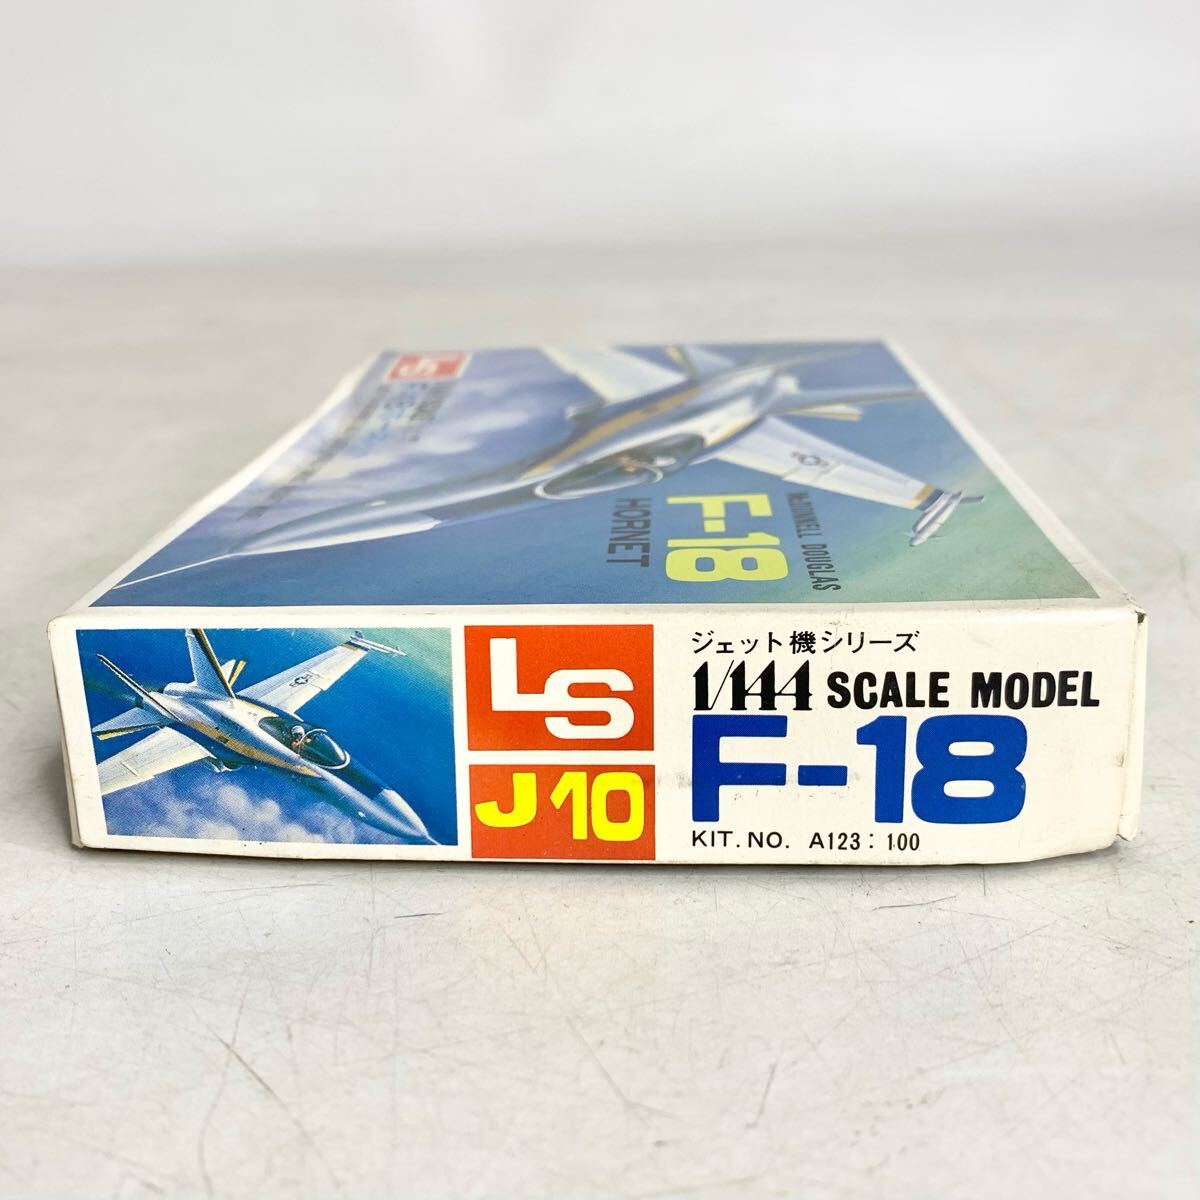 LS
McDONNELL DOUGLAS
F-18
HORNET
LS
J10
ジェット機シリーズ
1/144 SCALE MODEL
F-18
KIT. NO. A123: 100